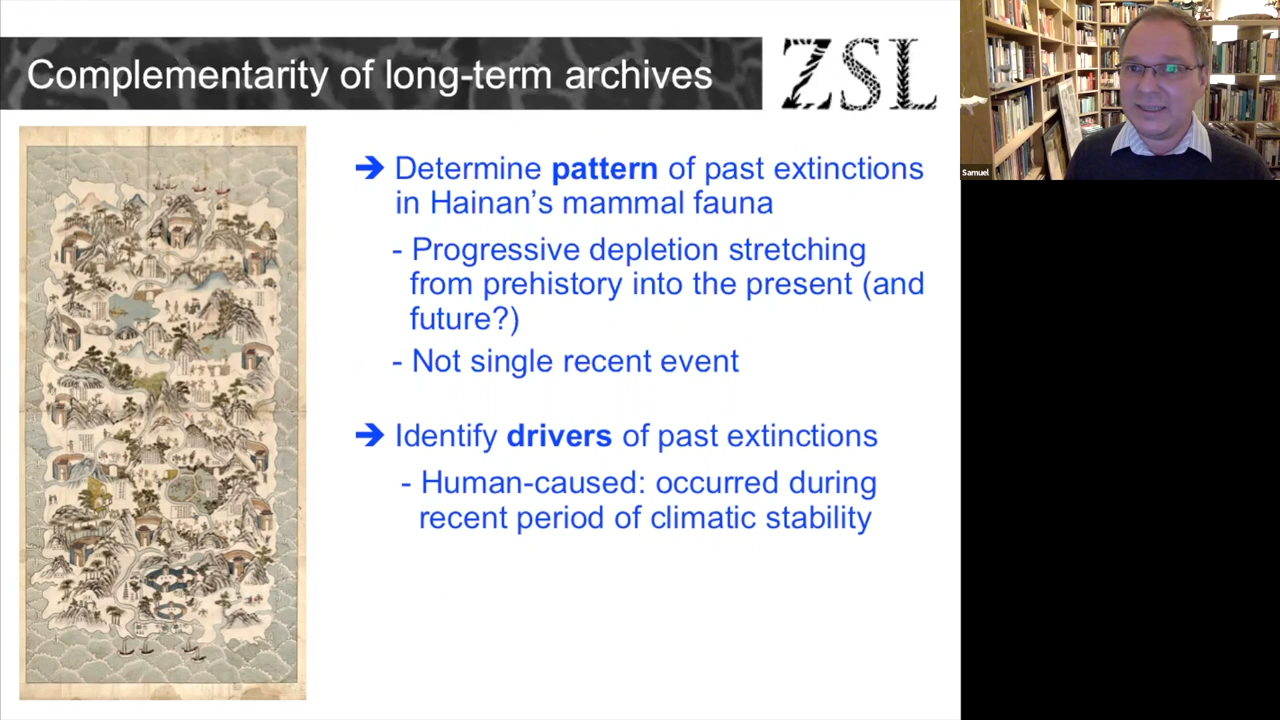 Complementarity of long-term archives
ZSL
➔ Determine pattern of past extinctions
in Hainan’s mammal fauna
- Progressive depletion stretching
from prehistory into the present (and
future?)
- Not single recent event
➔ Identify drivers of past extinctions
- Human-caused: occurred during
recent period of climatic stability
Samuel